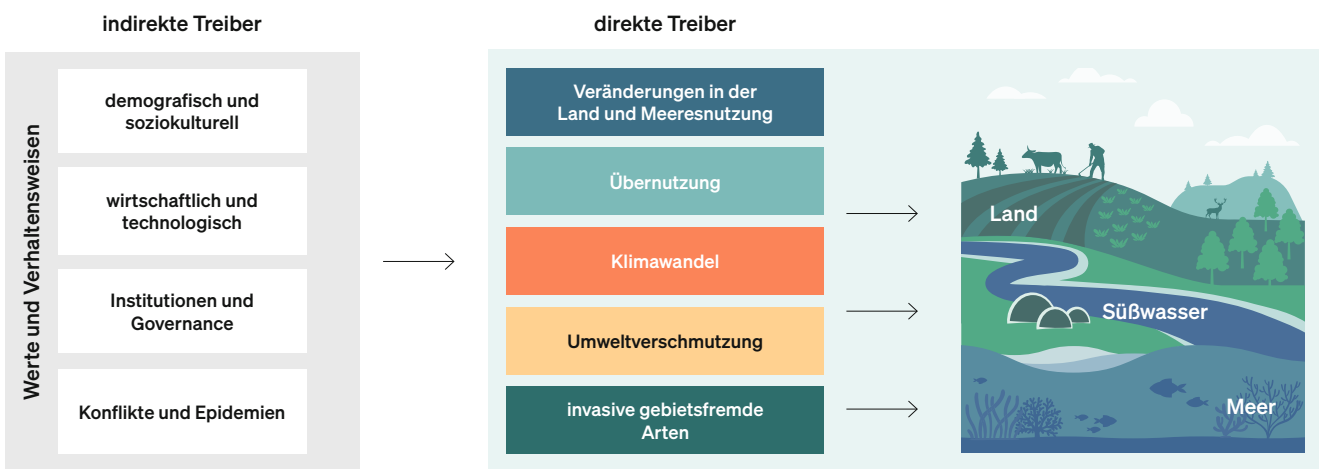 indirekte Treiber
Werte und Verhaltensweisen
demografisch und
soziokulturell
wirtschaftlich und
technologisch
Institutionen und
Governance
Konflikte und Epidemien
direkte Treiber
Veränderungen in der
Land und Meeresnutzung
Übernutzung
Klimawandel
Umweltverschmutzung
invasive gebietsfremde
Arten
Land
Süßwasser
Meer